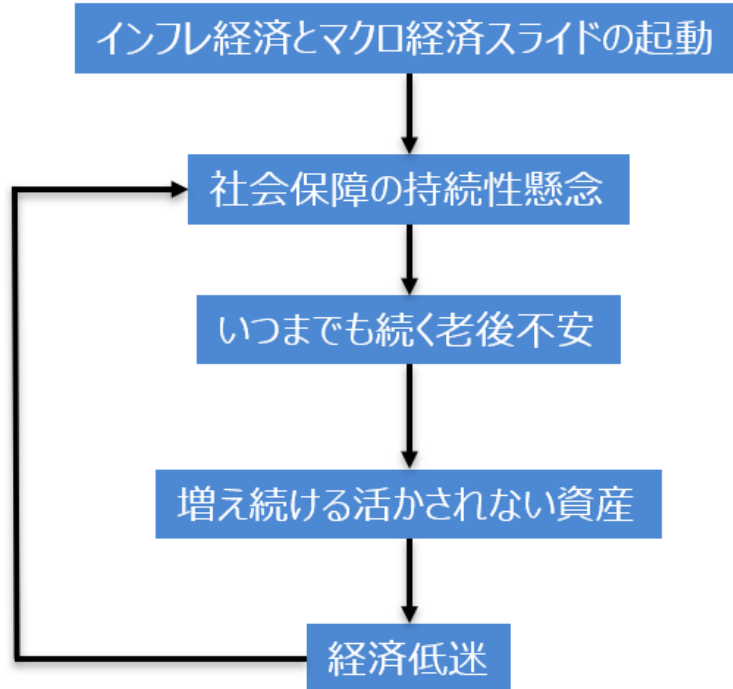 インフレ経済とマクロ経済スライドの起動
社会保障の持続性懸念
いつまでも続く老後不安
増え続ける活かされない資産
経済低迷